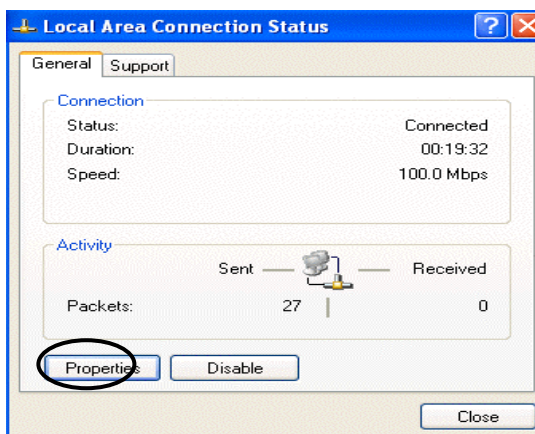 Local Area Connection Status
General Support
Connection
Status: Connected
Duration: 00:19:32
Speed: 100.0 Mbps
Activity
Sent Received
Packets: 27 0
Properties Disable
Close